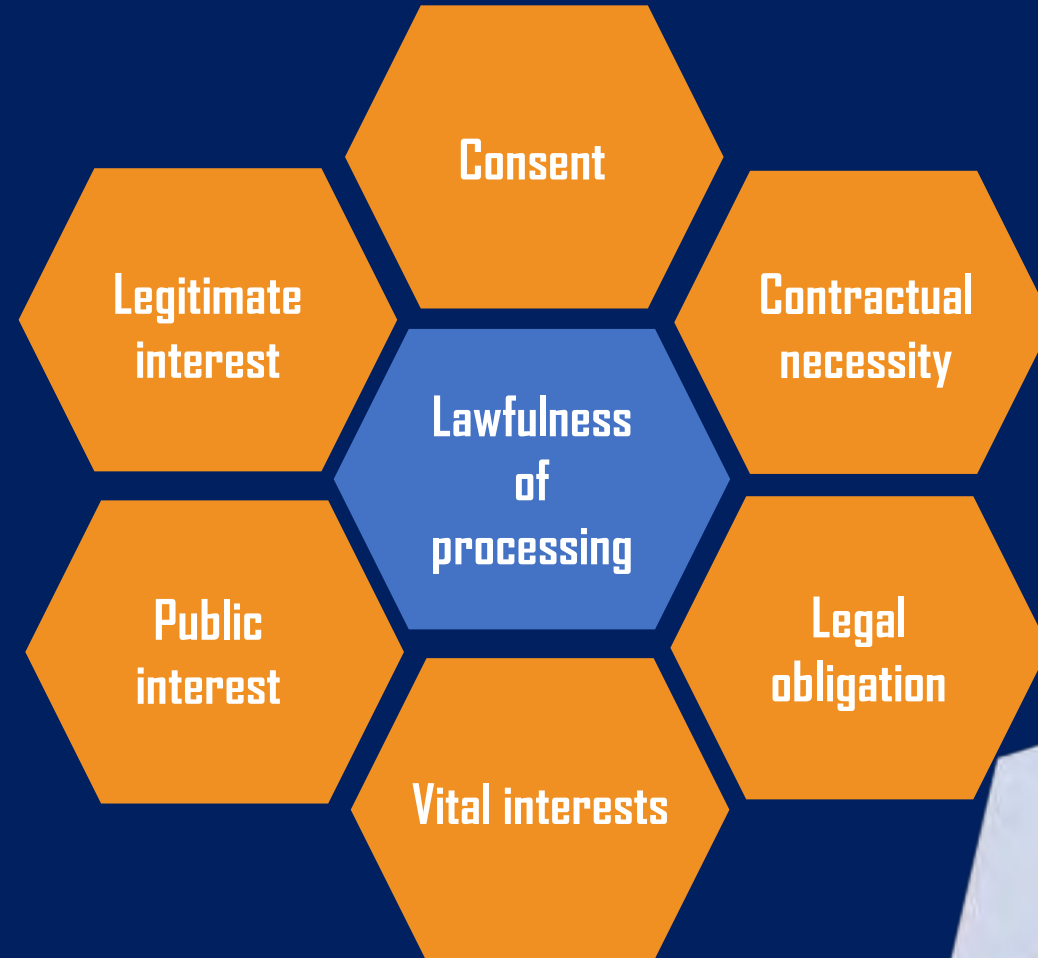 Consent
Legitimate
interest
Contractual
necessity
Lawfulness
of
processing
Public
interest
Legal
obligation
Vital interests